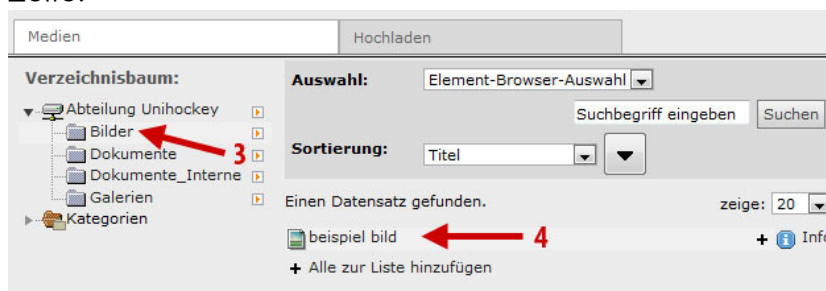 Zeile.
Medien
Hochladen
Verzeichnisbaum:
Abteilung Unihockey
Bilder
3
Dokumente
Dokumente_Interne
Galerien
Kategorien
Auswahl:
Element-Browser-Auswahl
Suchbegriff eingeben
Suchen
Sortierung:
Titel
Einen Datensatz gefunden.
zeige: 20
beispiel bild
4
+
+ Alle zur Liste hinzufügen